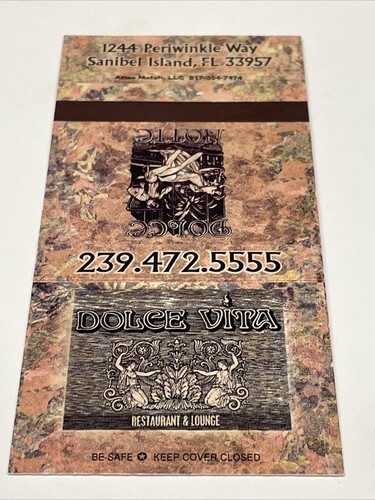 1244 Periwinkle Way
Sanibel Island, FL 33957
Atlas Match, LLC 817-354-7474
NOTTE
DOLCE
239.472.5555
DOLCE VITA
RESTAURANT & LOUNGE
BE SAFE ✪ KEEP COVER CLOSED